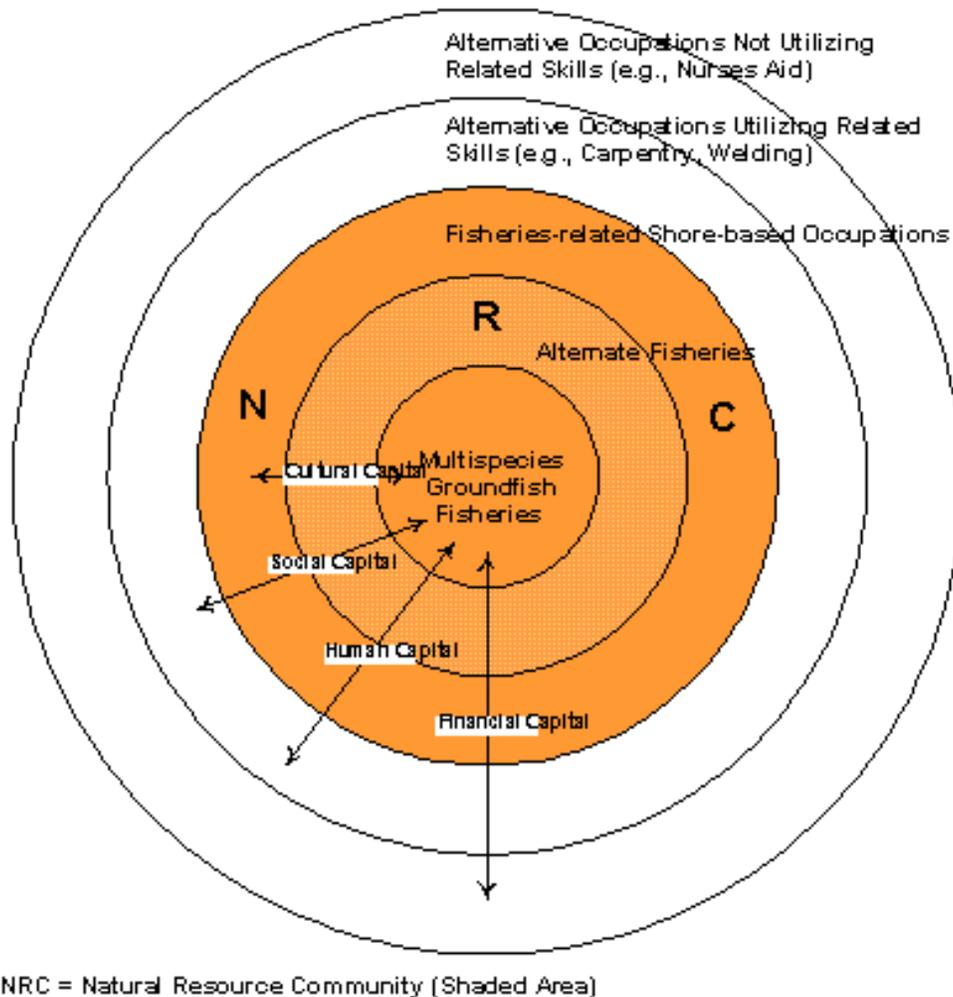 Alternative Occupations Not Utilizing
Related Skills (e.g., Nurses Aid)
Alternative Occupations Utilizing Related
Skills (e.g., Carpentry, Welding)
Fisheries-related Shore-based Occupations
R
Alternate Fisheries
N
C
Multispecies
Groundfish
Fisheries
Cultural Capital
Social Capital
Human Capital
Financial Capital
NRC = Natural Resource Community (Shaded Area)